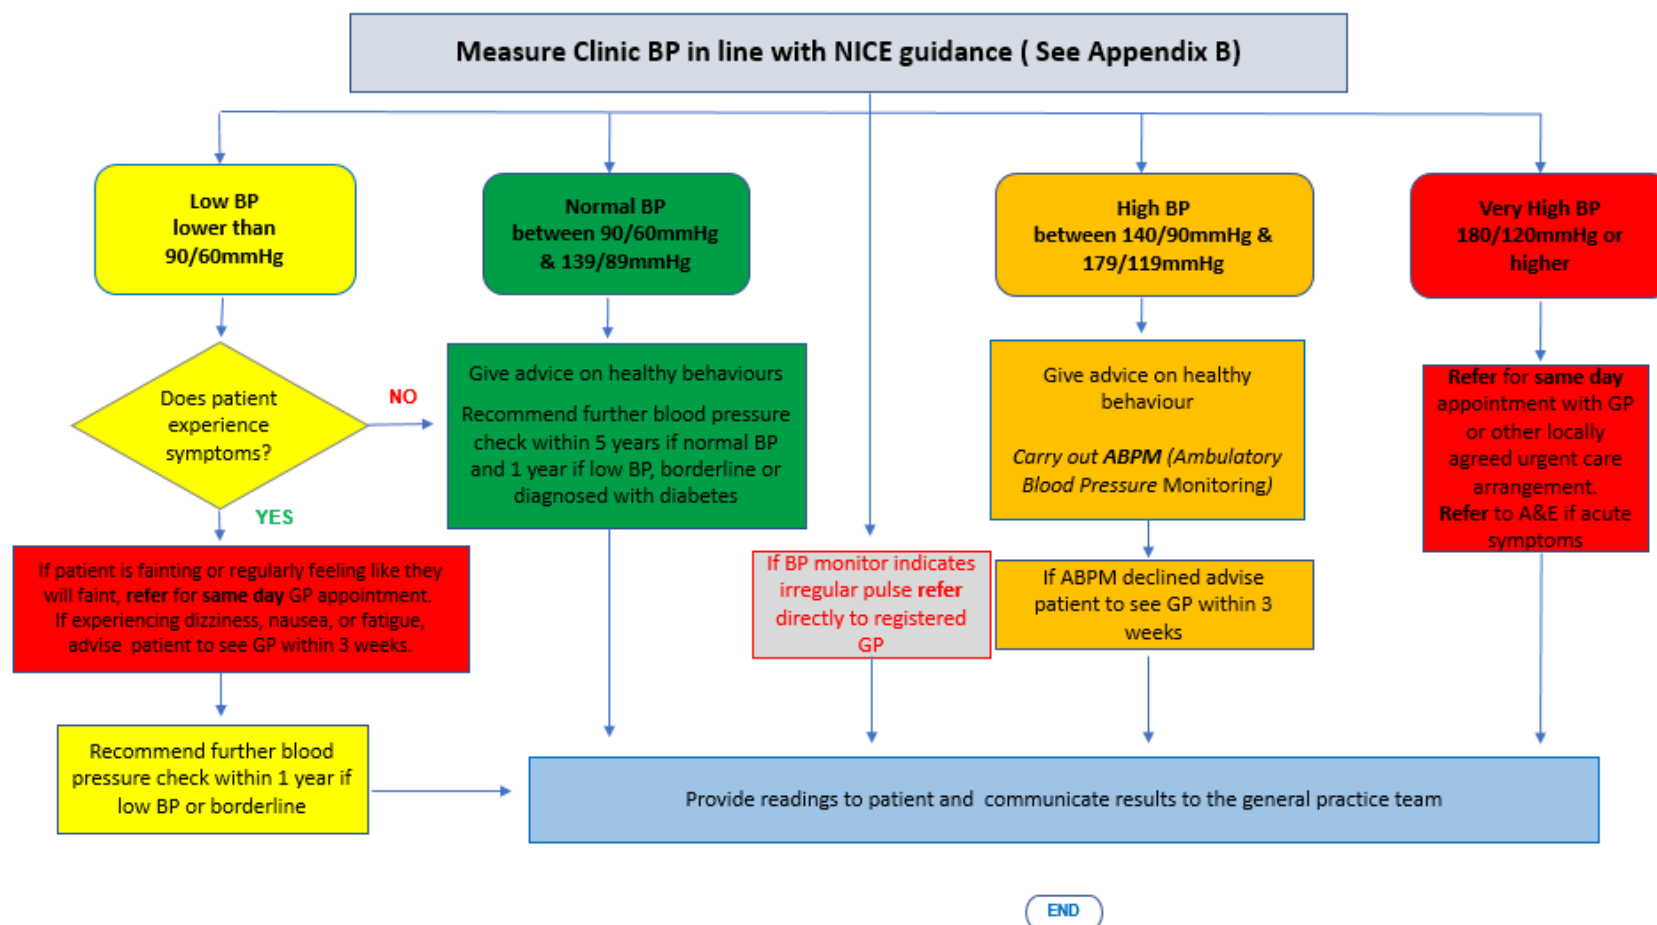 Measure Clinic BP in line with NICE guidance ( See Appendix B)
Low BP
lower than
90/60mmHg
Normal BP
between 90/60mmHg
& 139/89mmHg
High BP
between 140/90mmHg &
179/119mmHg
Very High BP
180/120mmHg or
higher
Does patient
experience
symptoms?
NO
YES
Give advice on healthy behaviours
Recommend further blood pressure
check within 5 years if normal BP
and 1 year if low BP, borderline or
diagnosed with diabetes
Give advice on healthy
behaviour
Carry out ABPM (Ambulatory
Blood Pressure Monitoring)
Refer for same day
appointment with GP
or other locally
agreed urgent care
arrangement.
Refer to A&E if acute
symptoms
If patient is fainting or regularly feeling like they
will faint, refer for same day GP appointment.
If experiencing dizziness, nausea, or fatigue,
advise patient to see GP within 3 weeks.
If BP monitor indicates
irregular pulse refer
directly to registered
GP
If ABPM declined advise
patient to see GP within 3
weeks
Recommend further blood
pressure check within 1 year if
low BP or borderline
Provide readings to patient and communicate results to the general practice team
END